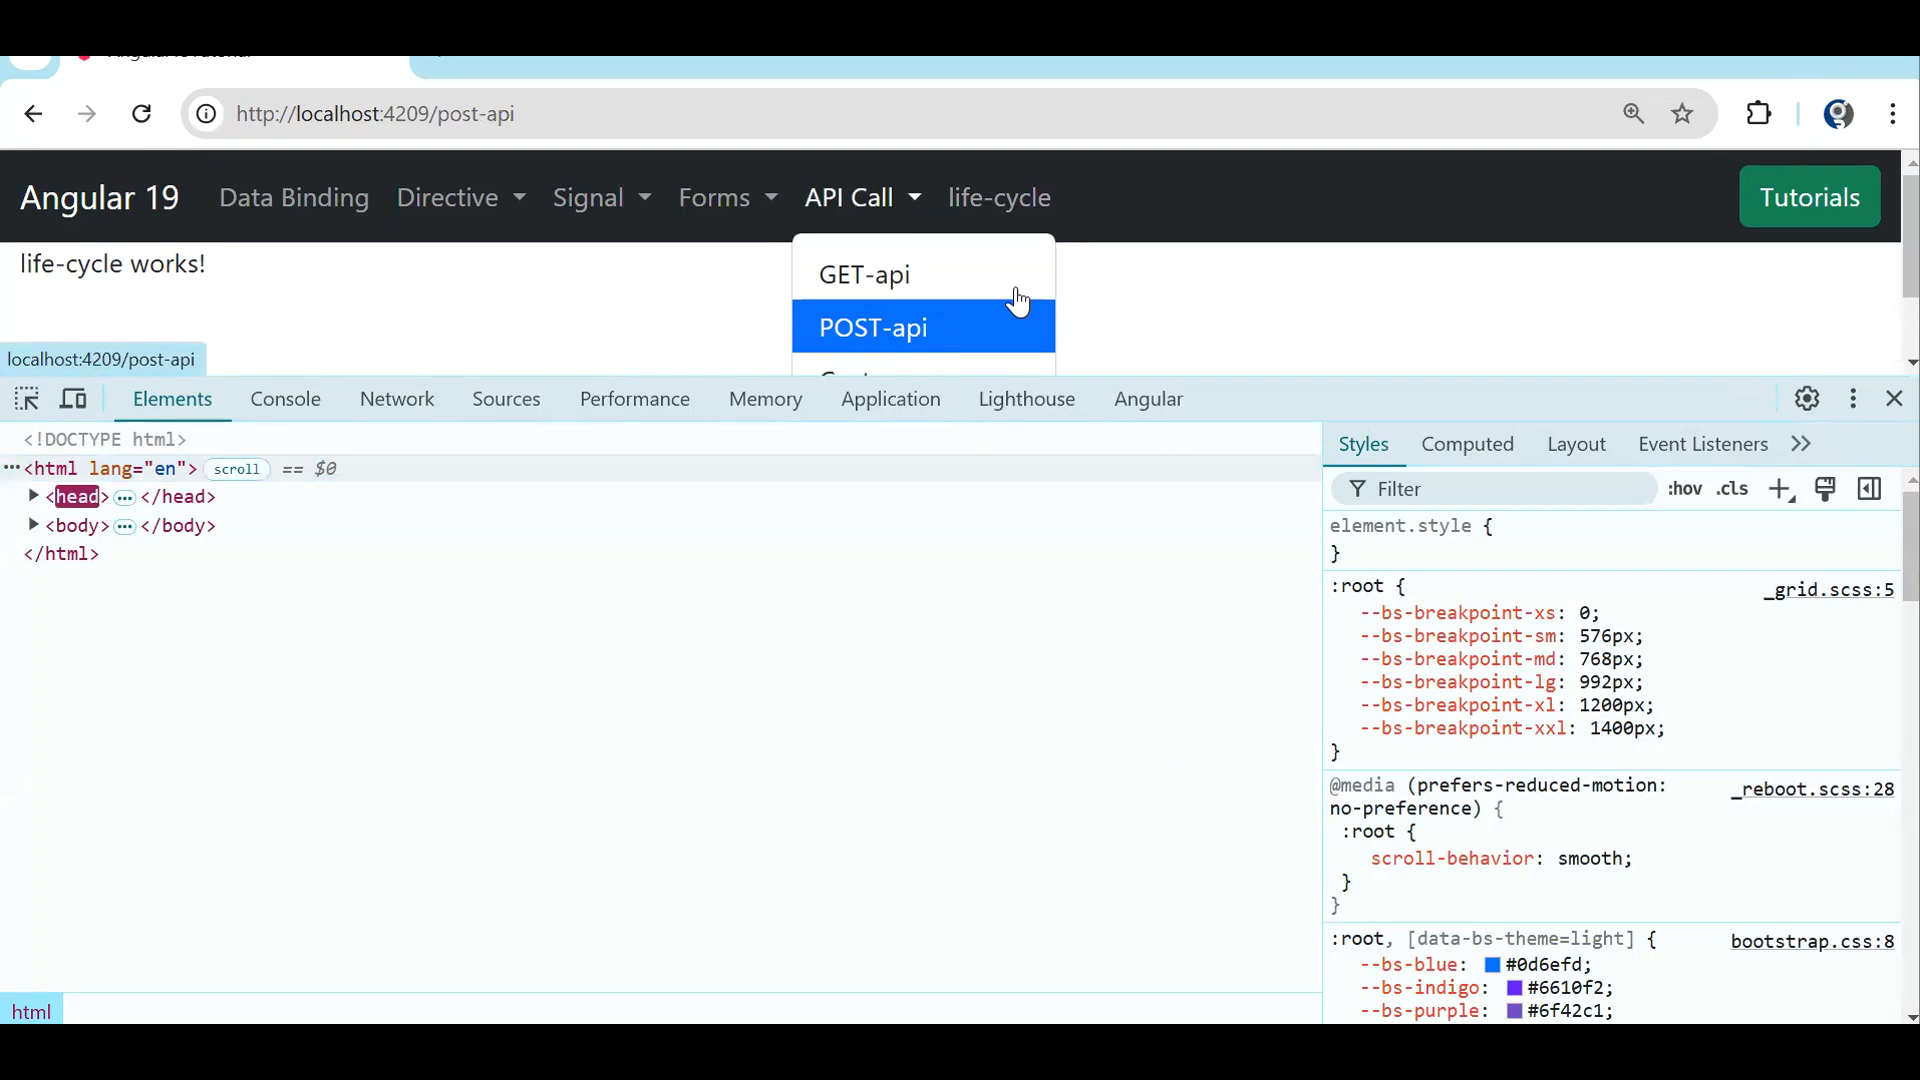 http://localhost:4209/post-api
Angular 19 Data Binding Directive Signal Forms API Call life-cycle Tutorials
life-cycle works!
GET-api
POST-api
localhost:4209/post-api
Elements Console Network Sources Performance Memory Application Lighthouse Angular
<!DOCTYPE html>
<html lang="en"> scroll == $0
<head> </head>
<body> </body>
</html>
html
Styles Computed Layout Event Listeners
Filter :hov .cls
element.style {
}
:root { _grid.scss:5
--bs-breakpoint-xs: 0;
--bs-breakpoint-sm: 576px;
--bs-breakpoint-md: 768px;
--bs-breakpoint-lg: 992px;
--bs-breakpoint-xl: 1200px;
--bs-breakpoint-xxl: 1400px;
}
@media (prefers-reduced-motion: _reboot.scss:28
no-preference) {
:root {
scroll-behavior: smooth;
}
}
:root, [data-bs-theme=light] { bootstrap.css:8
--bs-blue: #0d6efd;
--bs-indigo: #6610f2;
--bs-purple: #6f42c1;